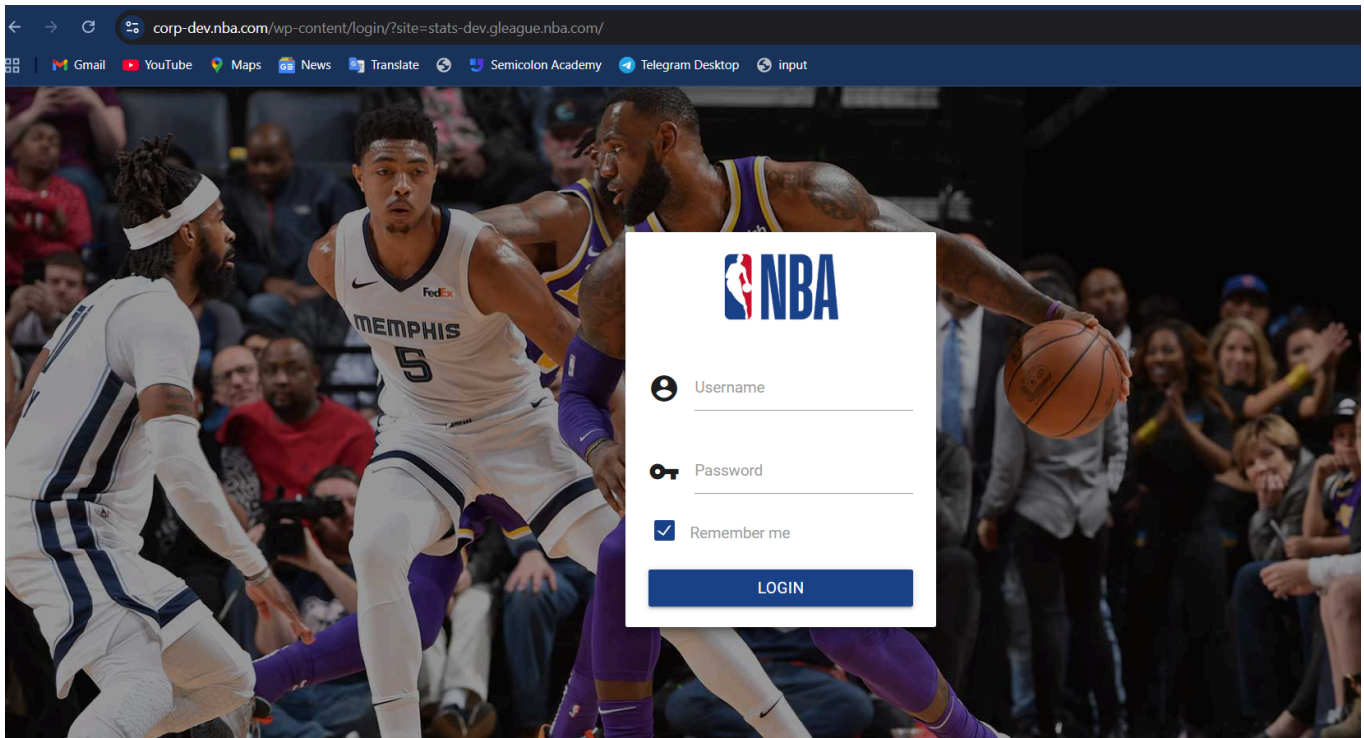 corp-dev.nba.com/wp-content/login/?site=stats-dev.gleague.nba.com/
Gmail YouTube Maps News Translate Semicolon Academy Telegram Desktop input
NBA
FedEx
MEMPHIS
5
Username
Password
Remember me
LOGIN